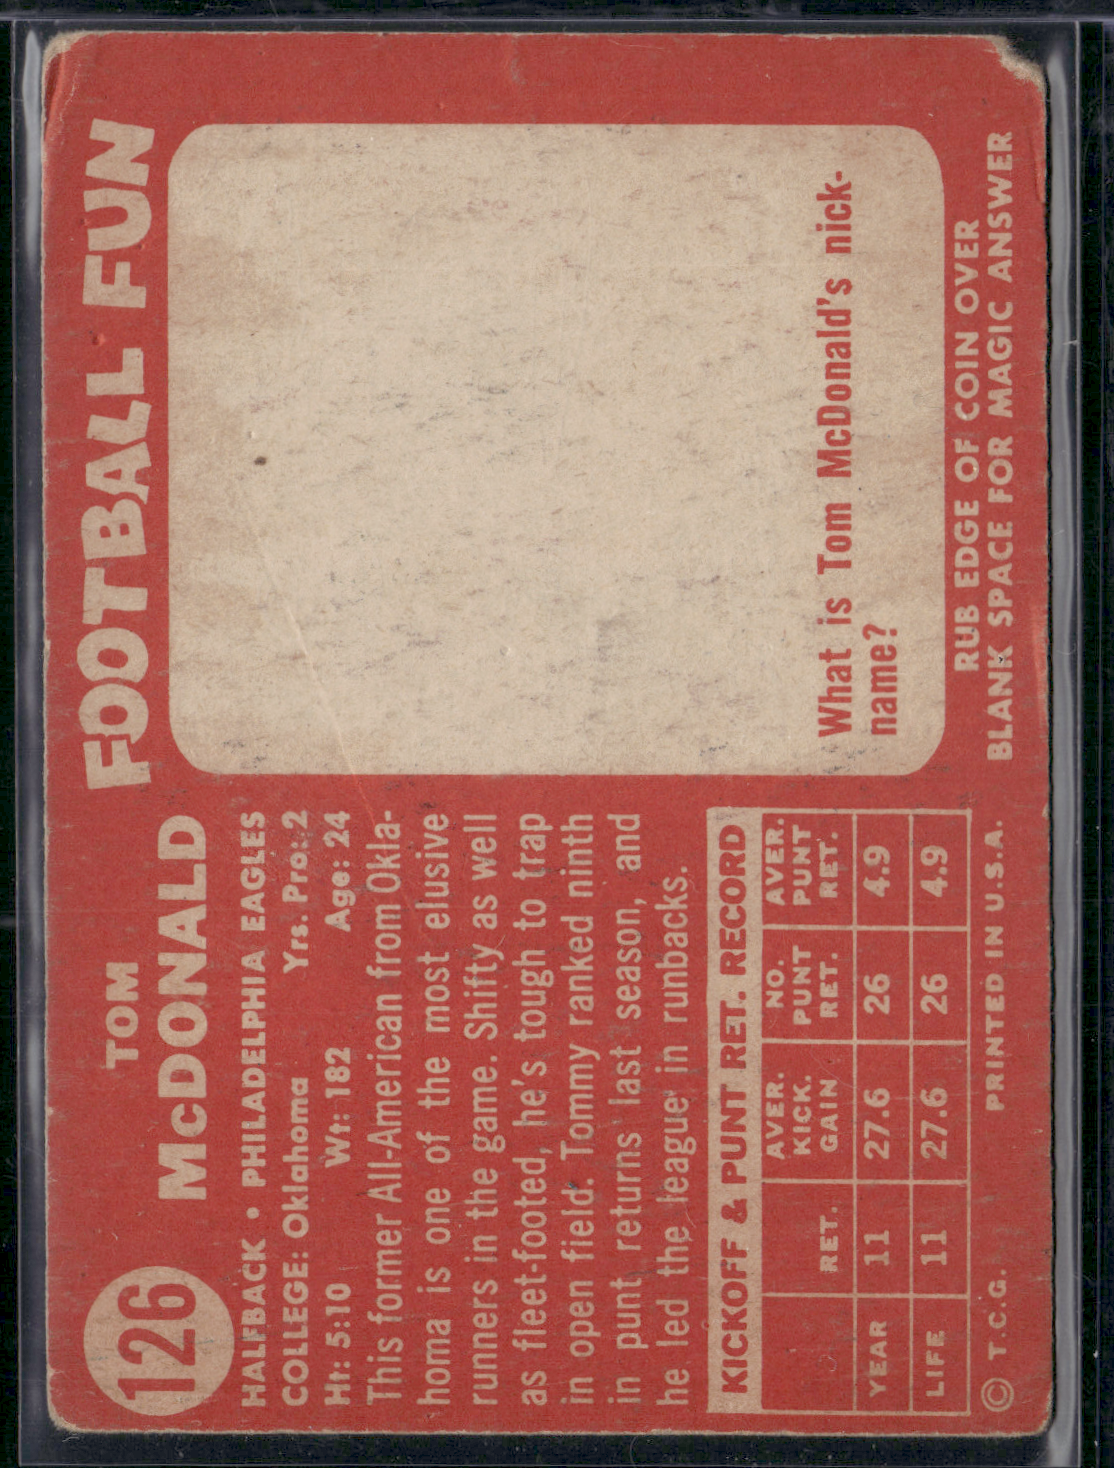 126
TOM
McDONALD
HALFBACK • PHILADELPHIA EAGLES
COLLEGE: Oklahoma Yrs. Pro: 2
Ht: 5:10 Wt: 182 Age: 24
This former All-American from Okla-
homa is one of the most elusive
runners in the game. Shifty as well
as fleet-footed, he's tough to trap
in open field. Tommy ranked ninth
in punt returns last season, and
he led the league in runbacks.
KICKOFF & PUNT RET. RECORD
RET. AVER. KICK. GAIN NO. PUNT RET. AVER. PUNT RET.
YEAR 11 27.6 26 4.9
LIFE 11 27.6 26 4.9
© T.C.G. PRINTED IN U.S.A.
FOOTBALL FUN
What is Tom McDonald's nick-
name?
RUB EDGE OF COIN OVER
BLANK SPACE FOR MAGIC ANSWER